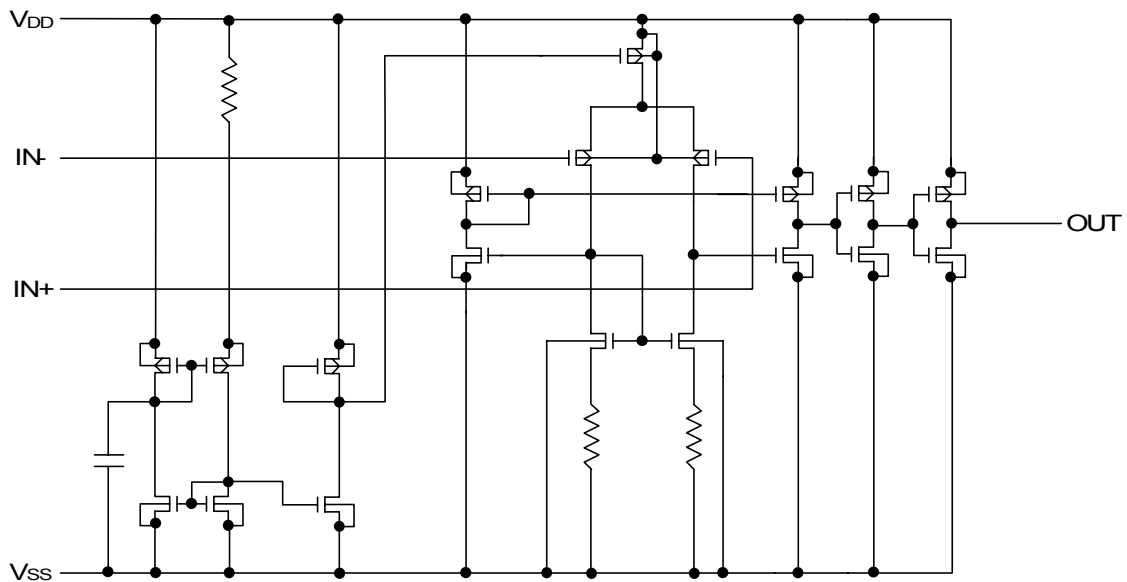 VDD
IN-
OUT
IN+
VSS